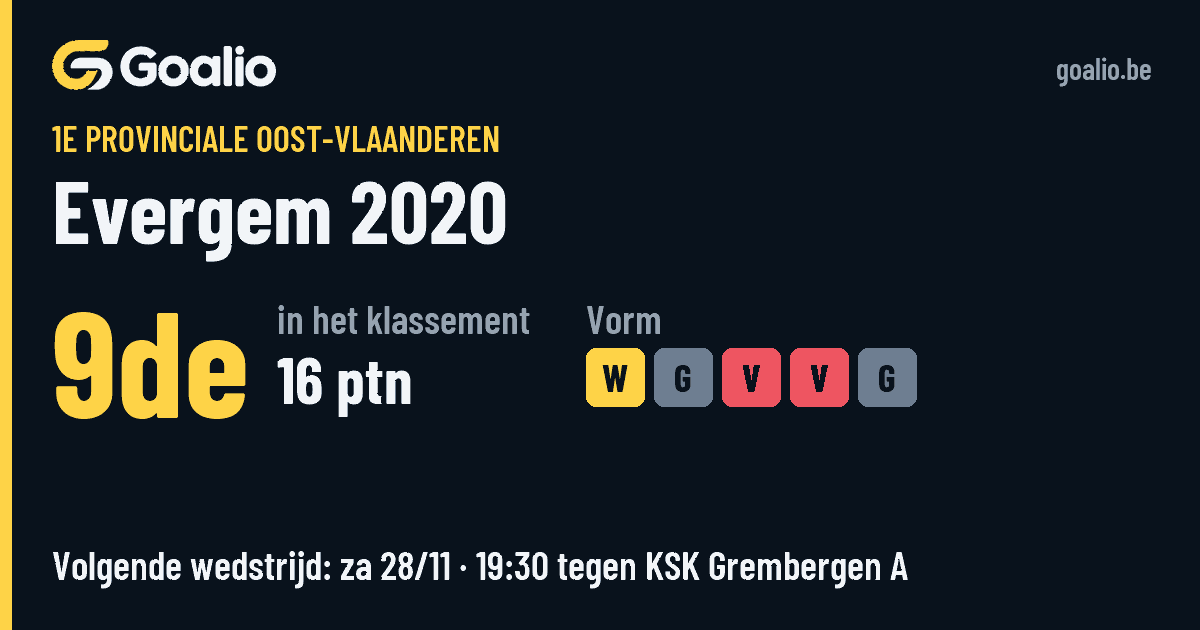 Goalio
goalio.be
1E PROVINCIALE OOST-VLAANDEREN
Evergem 2020
9de
in het klassement
16 ptn
Vorm
W G V V G
Volgende wedstrijd: za 28/11 · 19:30 tegen KSK Grembergen A